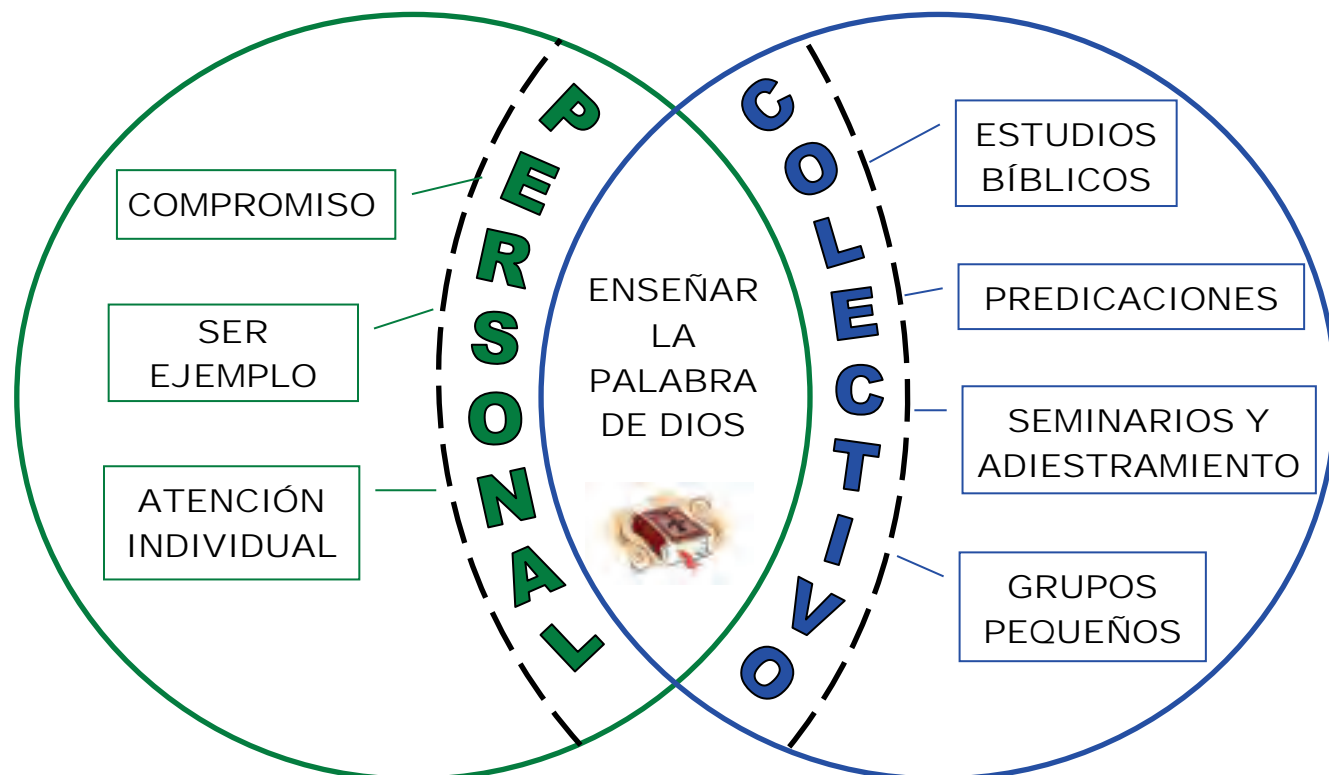 PERSONAL
COMPROMISO
SER
EJEMPLO
ATENCIÓN
INDIVIDUAL
ENSEÑAR
LA
PALABRA
DE DIOS
COLECTIVO
ESTUDIOS
BÍBLICOS
PREDICACIONES
SEMINARIOS Y
ADIESTRAMIENTO
GRUPOS
PEQUEÑOS